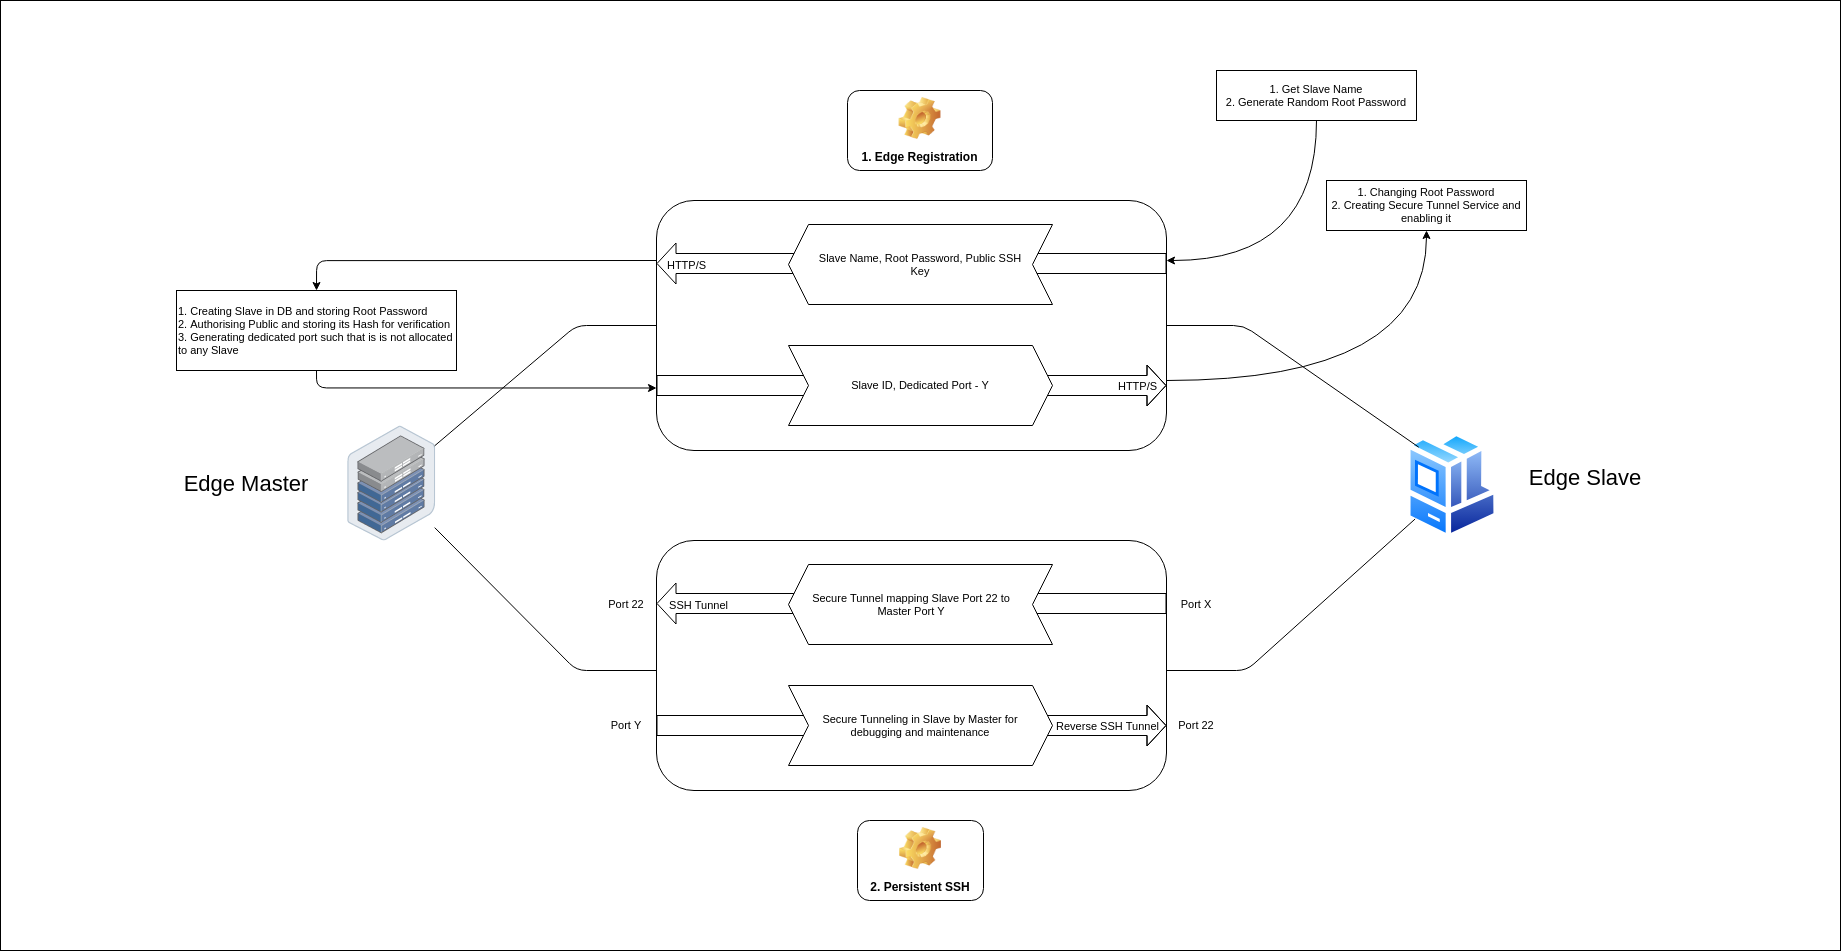 1. Get Slave Name
2. Generate Random Root Password
1. Edge Registration
1. Changing Root Password
2. Creating Secure Tunnel Service and
enabling it
Slave Name, Root Password, Public SSH
Key
HTTP/S
1. Creating Slave in DB and storing Root Password
2. Authorising Public and storing its Hash for verification
3. Generating dedicated port such that is is not allocated
to any Slave
Slave ID, Dedicated Port - Y
HTTP/S
Edge Master
Edge Slave
Port 22
SSH Tunnel
Secure Tunnel mapping Slave Port 22 to
Master Port Y
Port X
Port Y
Secure Tunneling in Slave by Master for
debugging and maintenance
Reverse SSH Tunnel
Port 22
2. Persistent SSH